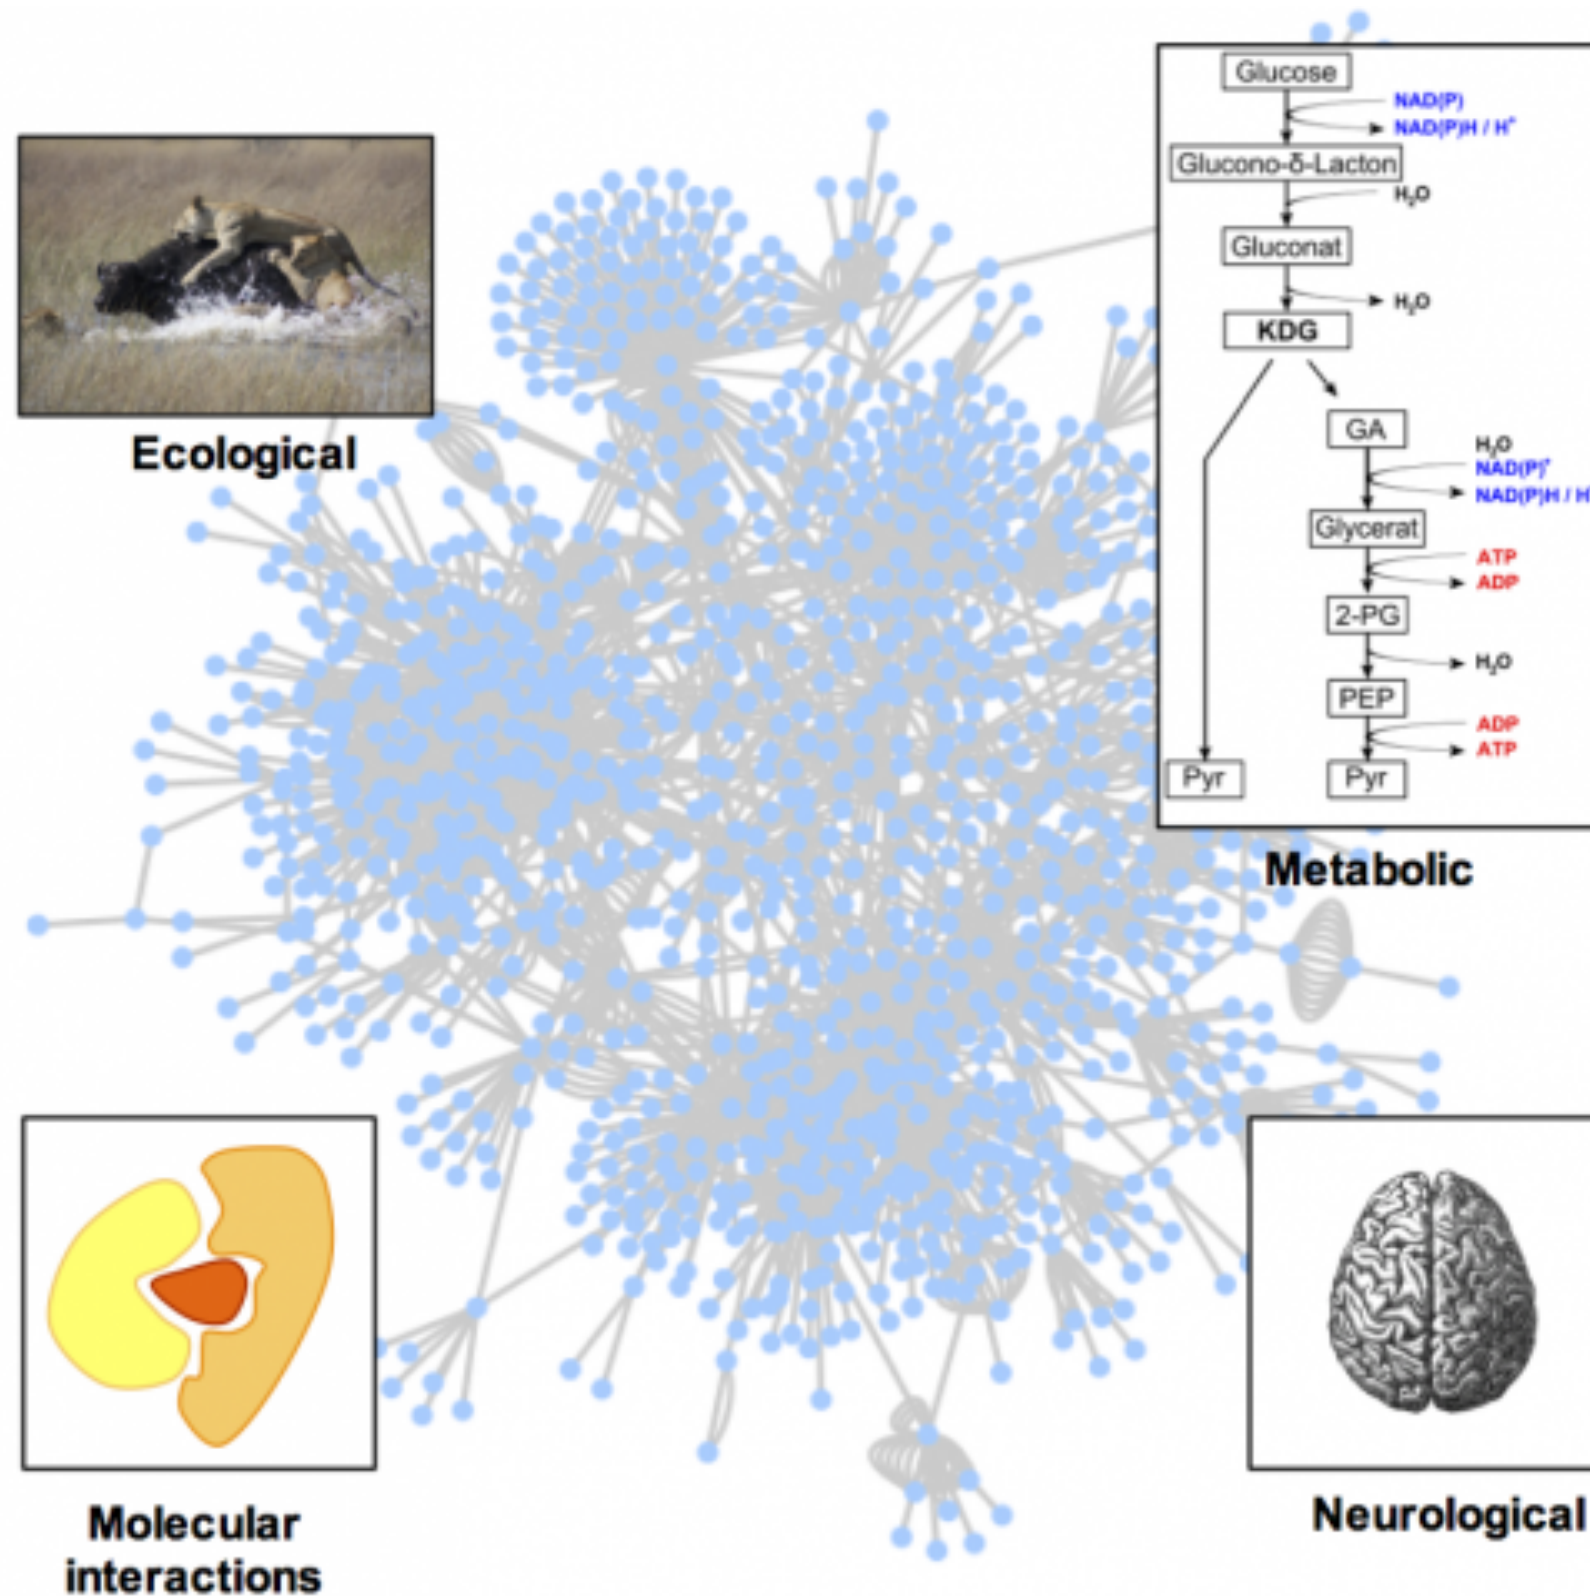 Glucose
NAD(P)
NAD(P)H / H⁺
Glucono-δ-Lacton
H₂O
Gluconat
H₂O
KDG
GA
H₂O
NAD(P)⁺
NAD(P)H / H
Glycerat
ATP
ADP
2-PG
H₂O
PEP
ADP
ATP
Pyr
Pyr
Ecological
Metabolic
Molecular
interactions
Neurological